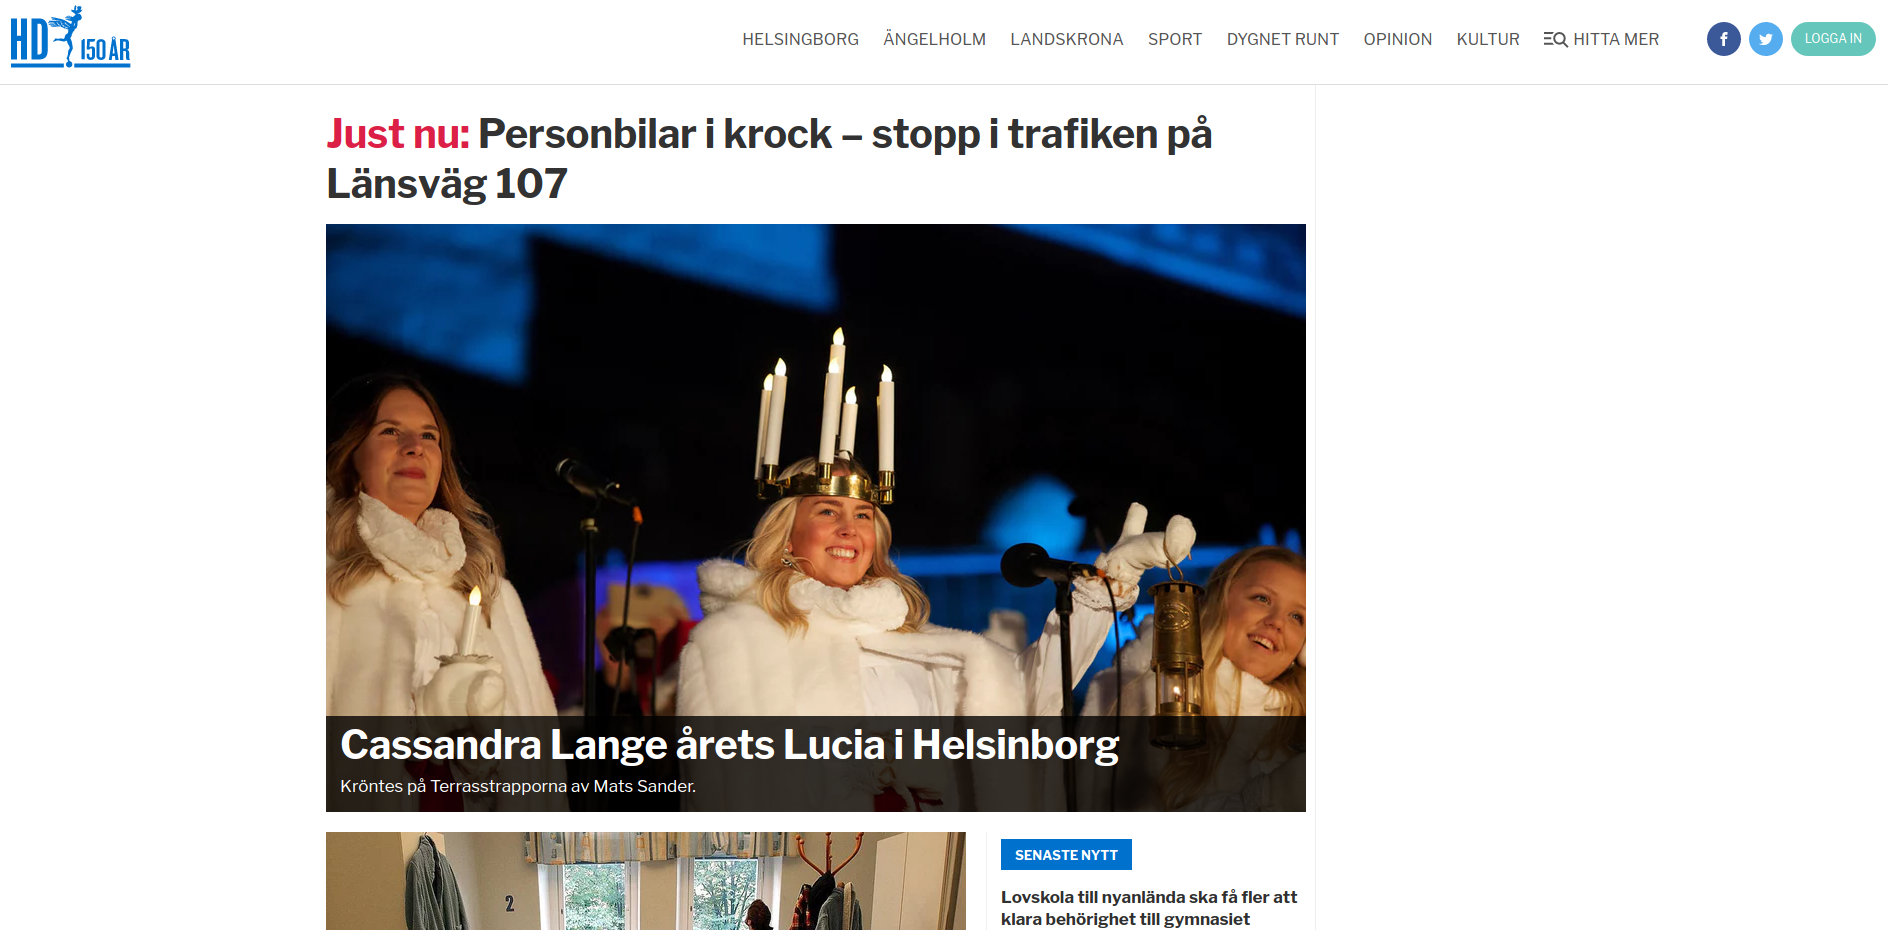 HD 150 ÅR
HELSINGBORG ÄNGELHOLM LANDSKRONA SPORT DYGNET RUNT OPINION KULTUR HITTA MER
LOGGA IN
Just nu: Personbilar i krock – stopp i trafiken på
Länsväg 107
Cassandra Lange årets Lucia i Helsinborg
Kröntes på Terrasstrapporna av Mats Sander.
2
SENASTE NYTT
Lovskola till nyanlända ska få fler att
klara behörighet till gymnasiet